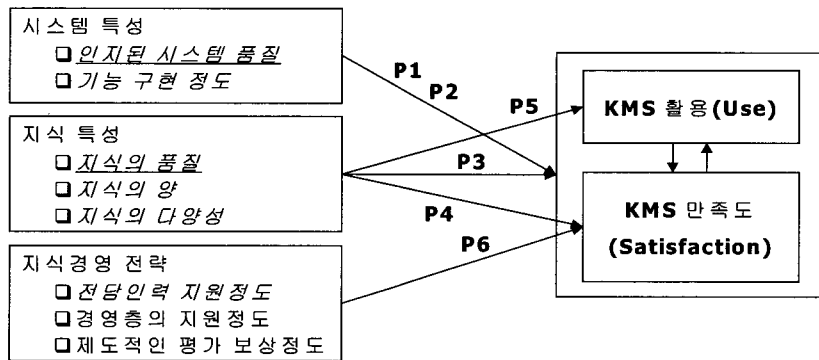 시스템 특성
❑ 인지된 시스템 품질
❑ 기능 구현 정도
지식 특성
❑ 지식의 품질
❑ 지식의 양
❑ 지식의 다양성
지식경영 전략
❑ 전담인력 지원정도
❑ 경영층의 지원정도
❑ 제도적인 평가 보상정도
P1
P2
P5
P3
P4
P6
KMS 활용(Use)
KMS 만족도
(Satisfaction)